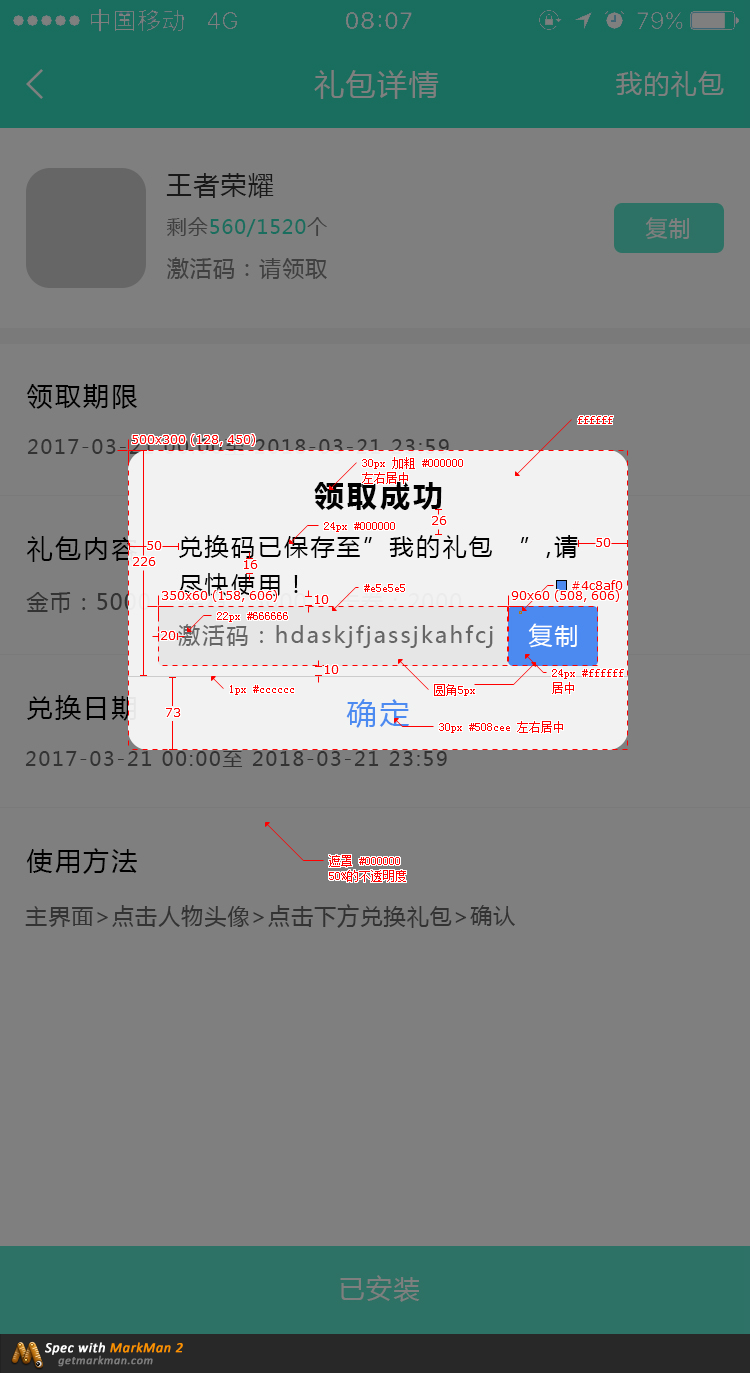 中国移动 4G 08:07 79%
礼包详情 我的礼包
王者荣耀
剩余560/1520个
复制
激活码：请领取
领取期限
ffffff
500x300 (128, 450)
2017-03-21 00:00至 2018-03-21 23:59
30px 加粗 #000000
左右居中
领取成功
26
24px #000000
礼包内容
50
兑换码已保存至”我的礼包 ”,请
50
226
16
尽快使用！
#e5e5e5
#4c8af0
350x60 (158, 606)
90x60 (508, 606)
10
金币：500
22px #666666
20
激活码：hdaskjfjassjkahfcj
复制
10
24px #ffffff
居中
1px #cccccc
圆角5px
兑换日期
73
确定
30px #508cee 左右居中
2017-03-21 00:00至 2018-03-21 23:59
使用方法
遮罩 #000000
50%的不透明度
主界面>点击人物头像>点击下方兑换礼包>确认
已安装
Spec with MarkMan 2
getmarkman.com